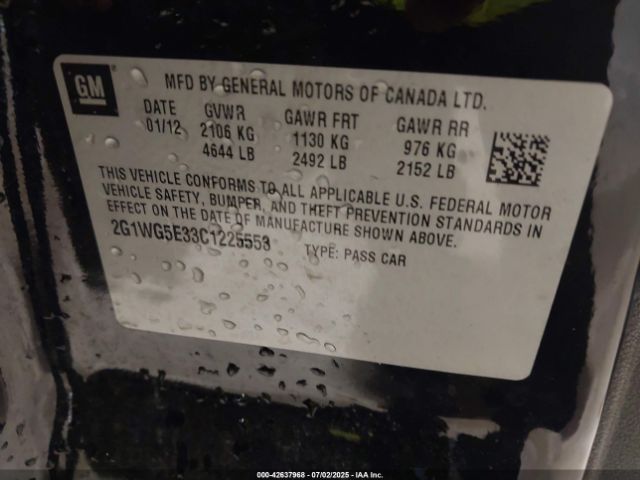 GM
MFD BY GENERAL MOTORS OF CANADA LTD.
DATE GVWR GAWR FRT GAWR RR
01/12 2106 KG 1130 KG 976 KG
4644 LB 2492 LB 2152 LB
THIS VEHICLE CONFORMS TO ALL APPLICABLE U.S. FEDERAL MOTOR
VEHICLE SAFETY, BUMPER, AND THEFT PREVENTION STANDARDS IN
EFFECT ON THE DATE OF MANUFACTURE SHOWN ABOVE.
2G1WG5E33C1225553 TYPE: PASS CAR
000-42637968 - 07/02/2025 - IAA Inc.